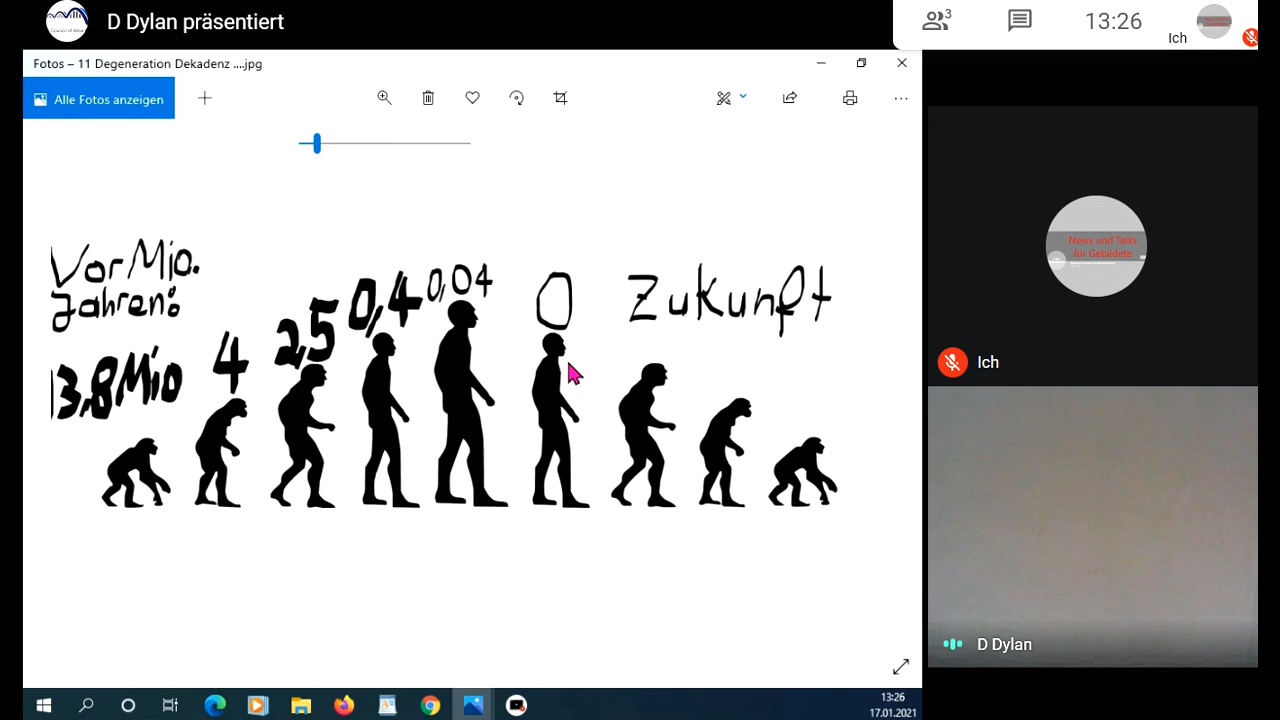 D Dylan präsentiert
3
13:26
Ich
Fotos – 11 Degeneration Dekadenz ....jpg
Alle Fotos anzeigen
Vor Mio.
Jahren:
13,8 Mio
4
2,5
0,4
0,04
0
Zukunft
News und Talks
für Gebildete
Ich
D Dylan
13:26
17.01.2021